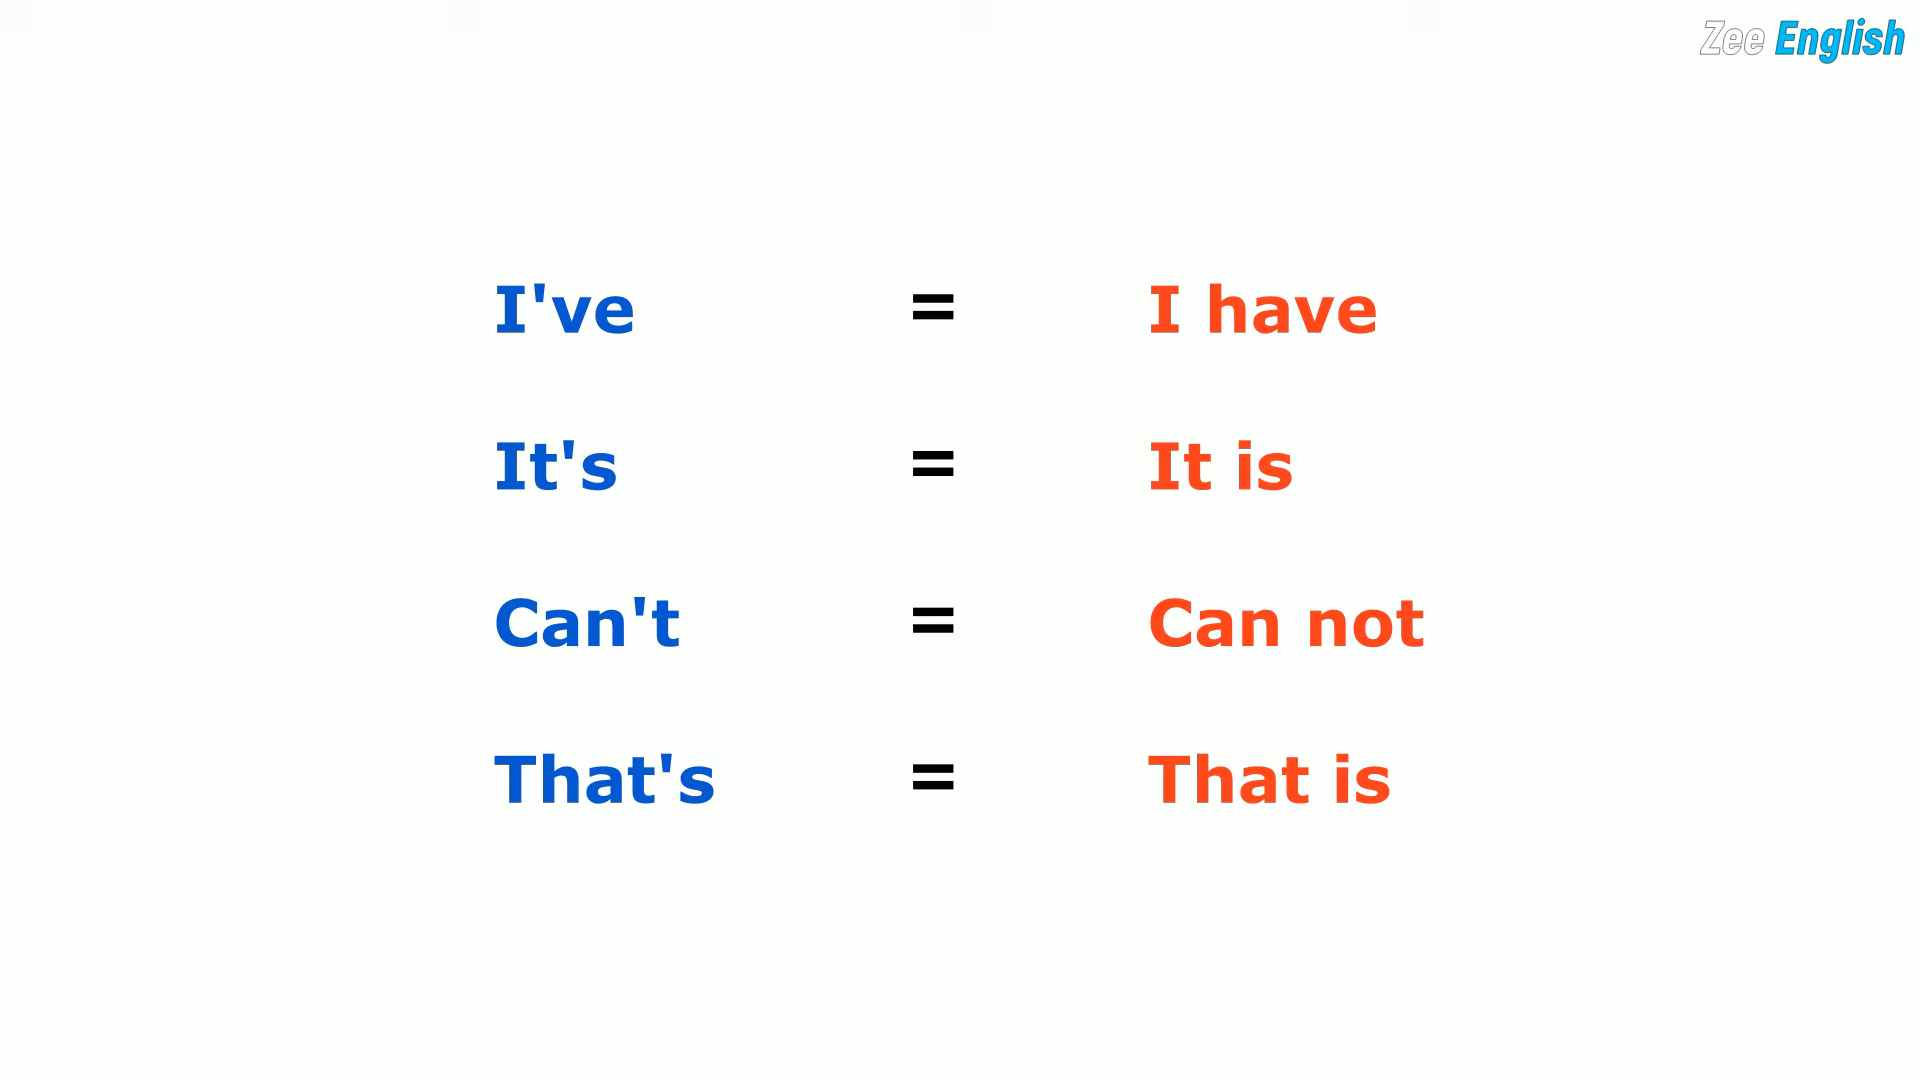 Zee English
I've = I have
It's = It is
Can't = Can not
That's = That is